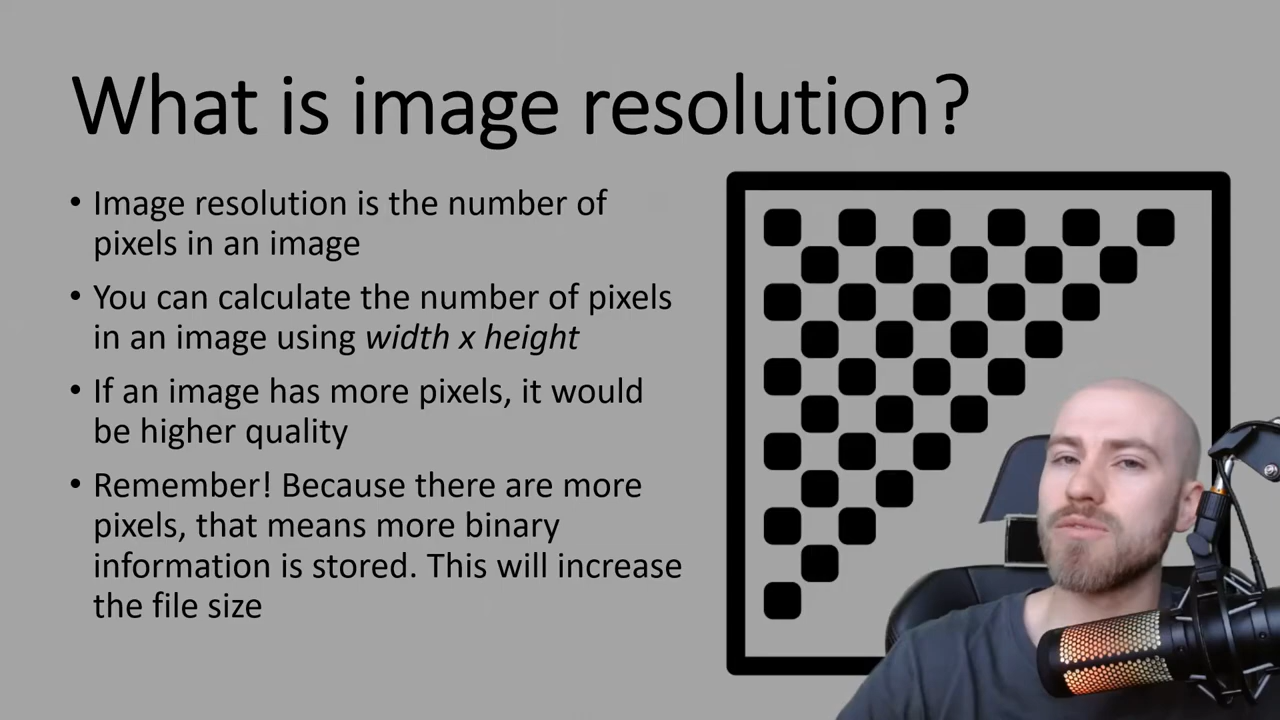 What is image resolution?
• Image resolution is the number of
pixels in an image
• You can calculate the number of pixels
in an image using width x height
• If an image has more pixels, it would
be higher quality
• Remember! Because there are more
pixels, that means more binary
information is stored. This will increase
the file size